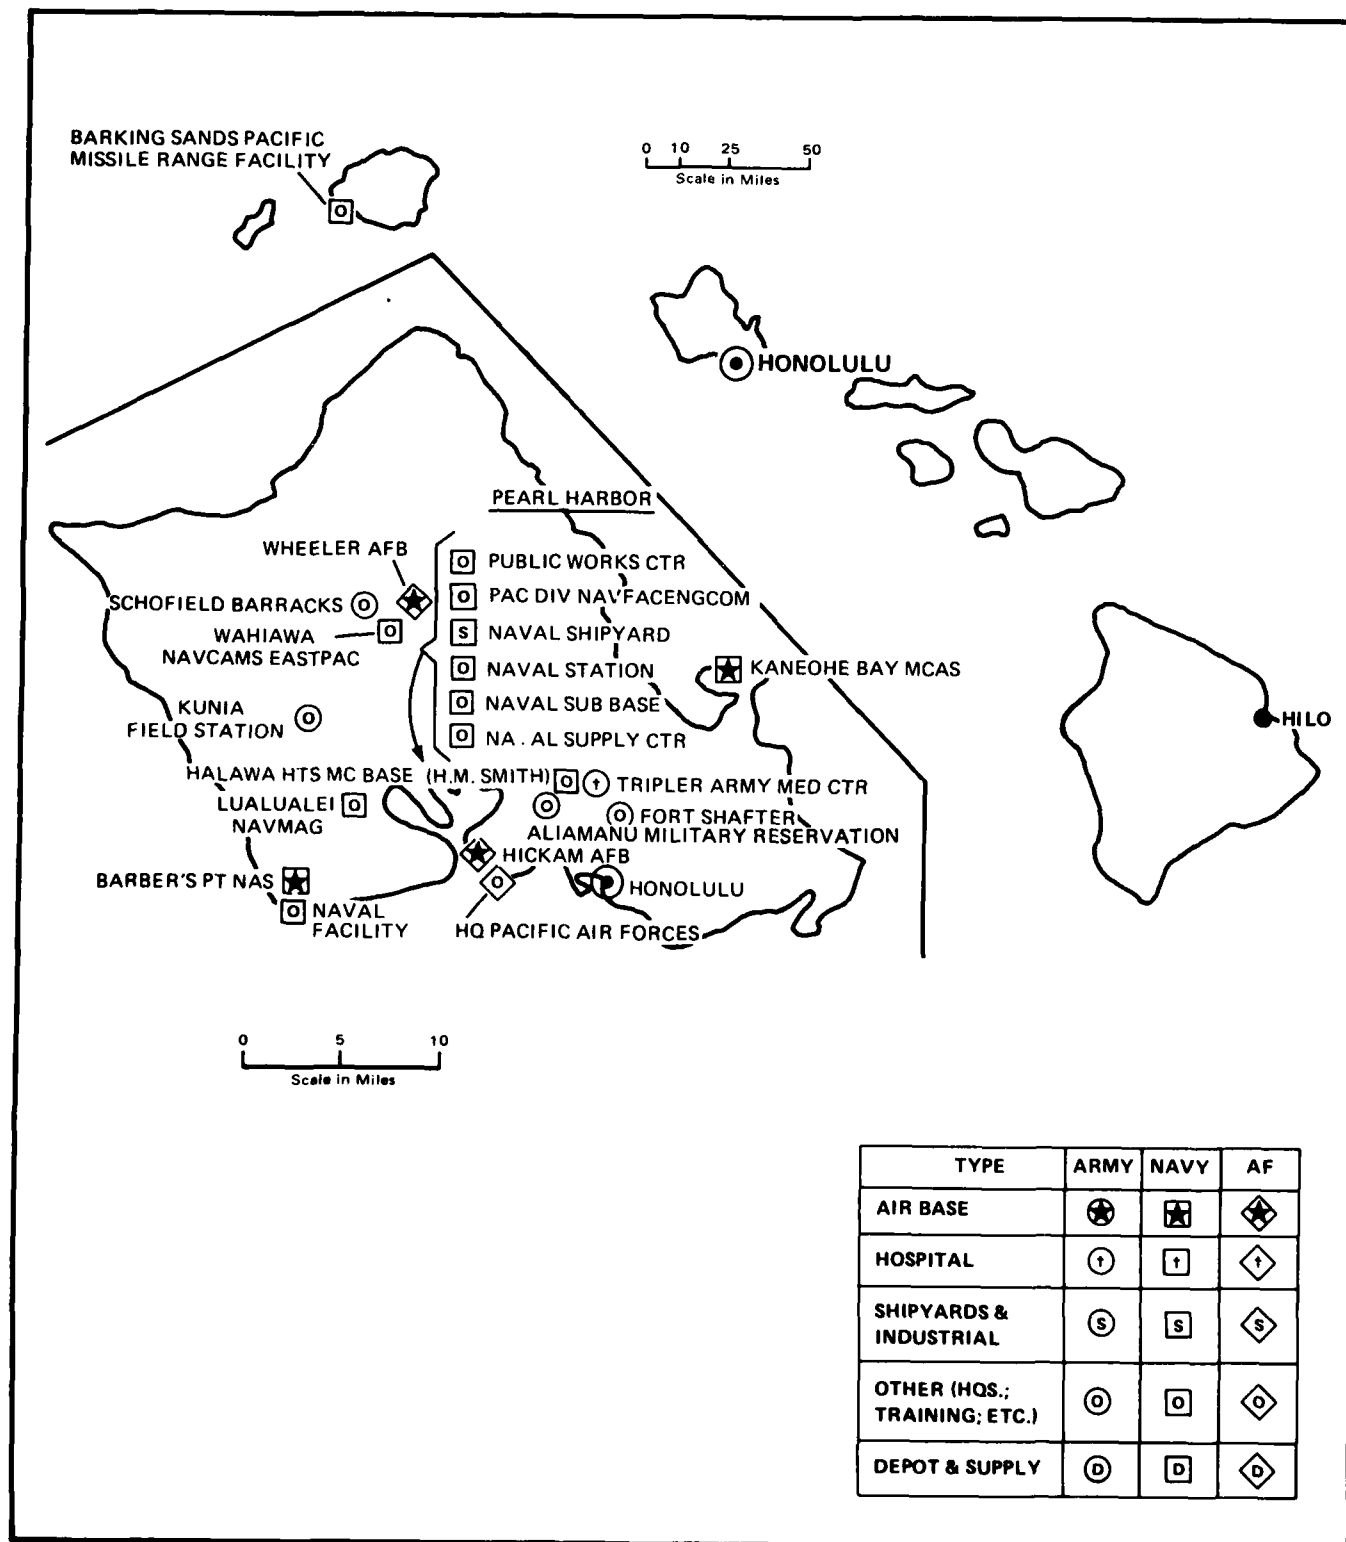 BARKING SANDS PACIFIC
MISSILE RANGE FACILITY
O
0 10 25 50
Scale in Miles
HONOLULU
PEARL HARBOR
WHEELER AFB
O PUBLIC WORKS CTR
SCHOFIELD BARRACKS O
O PAC DIV NAVFACENGCOM
WAHIAWA O
NAVCAMS EASTPAC
S NAVAL SHIPYARD
O NAVAL STATION
KANEOHE BAY MCAS
O NAVAL SUB BASE
KUNIA
FIELD STATION O
O NA . AL SUPPLY CTR
HILO
HALAWA HTS MC BASE (H.M. SMITH) O
† TRIPLER ARMY MED CTR
LUALUALEI O
NAVMAG
O
O FORT SHAFTER
ALIAMANU MILITARY RESERVATION
HICKAM AFB
BARBER'S PT NAS
O
HONOLULU
O NAVAL
FACILITY
HQ PACIFIC AIR FORCES
0 5 10
Scale in Miles
TYPE ARMY NAVY AF
AIR BASE
HOSPITAL † † †
SHIPYARDS &
INDUSTRIAL S S S
OTHER (HQS.;
TRAINING; ETC.) O O O
DEPOT & SUPPLY D D D